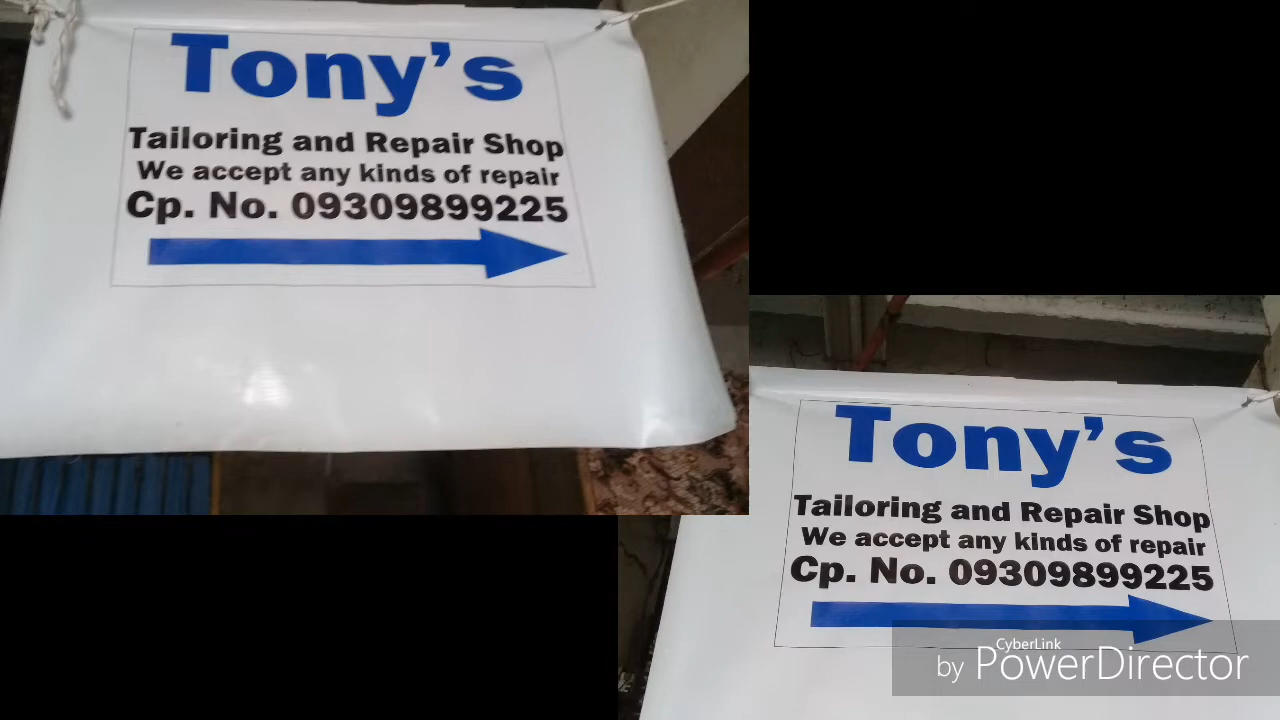 Tony's
Tailoring and Repair Shop
We accept any kinds of repair
Cp. No. 09309899225
Tony's
Tailoring and Repair Shop
We accept any kinds of repair
Cp. No. 09309899225
by CyberLink PowerDirector